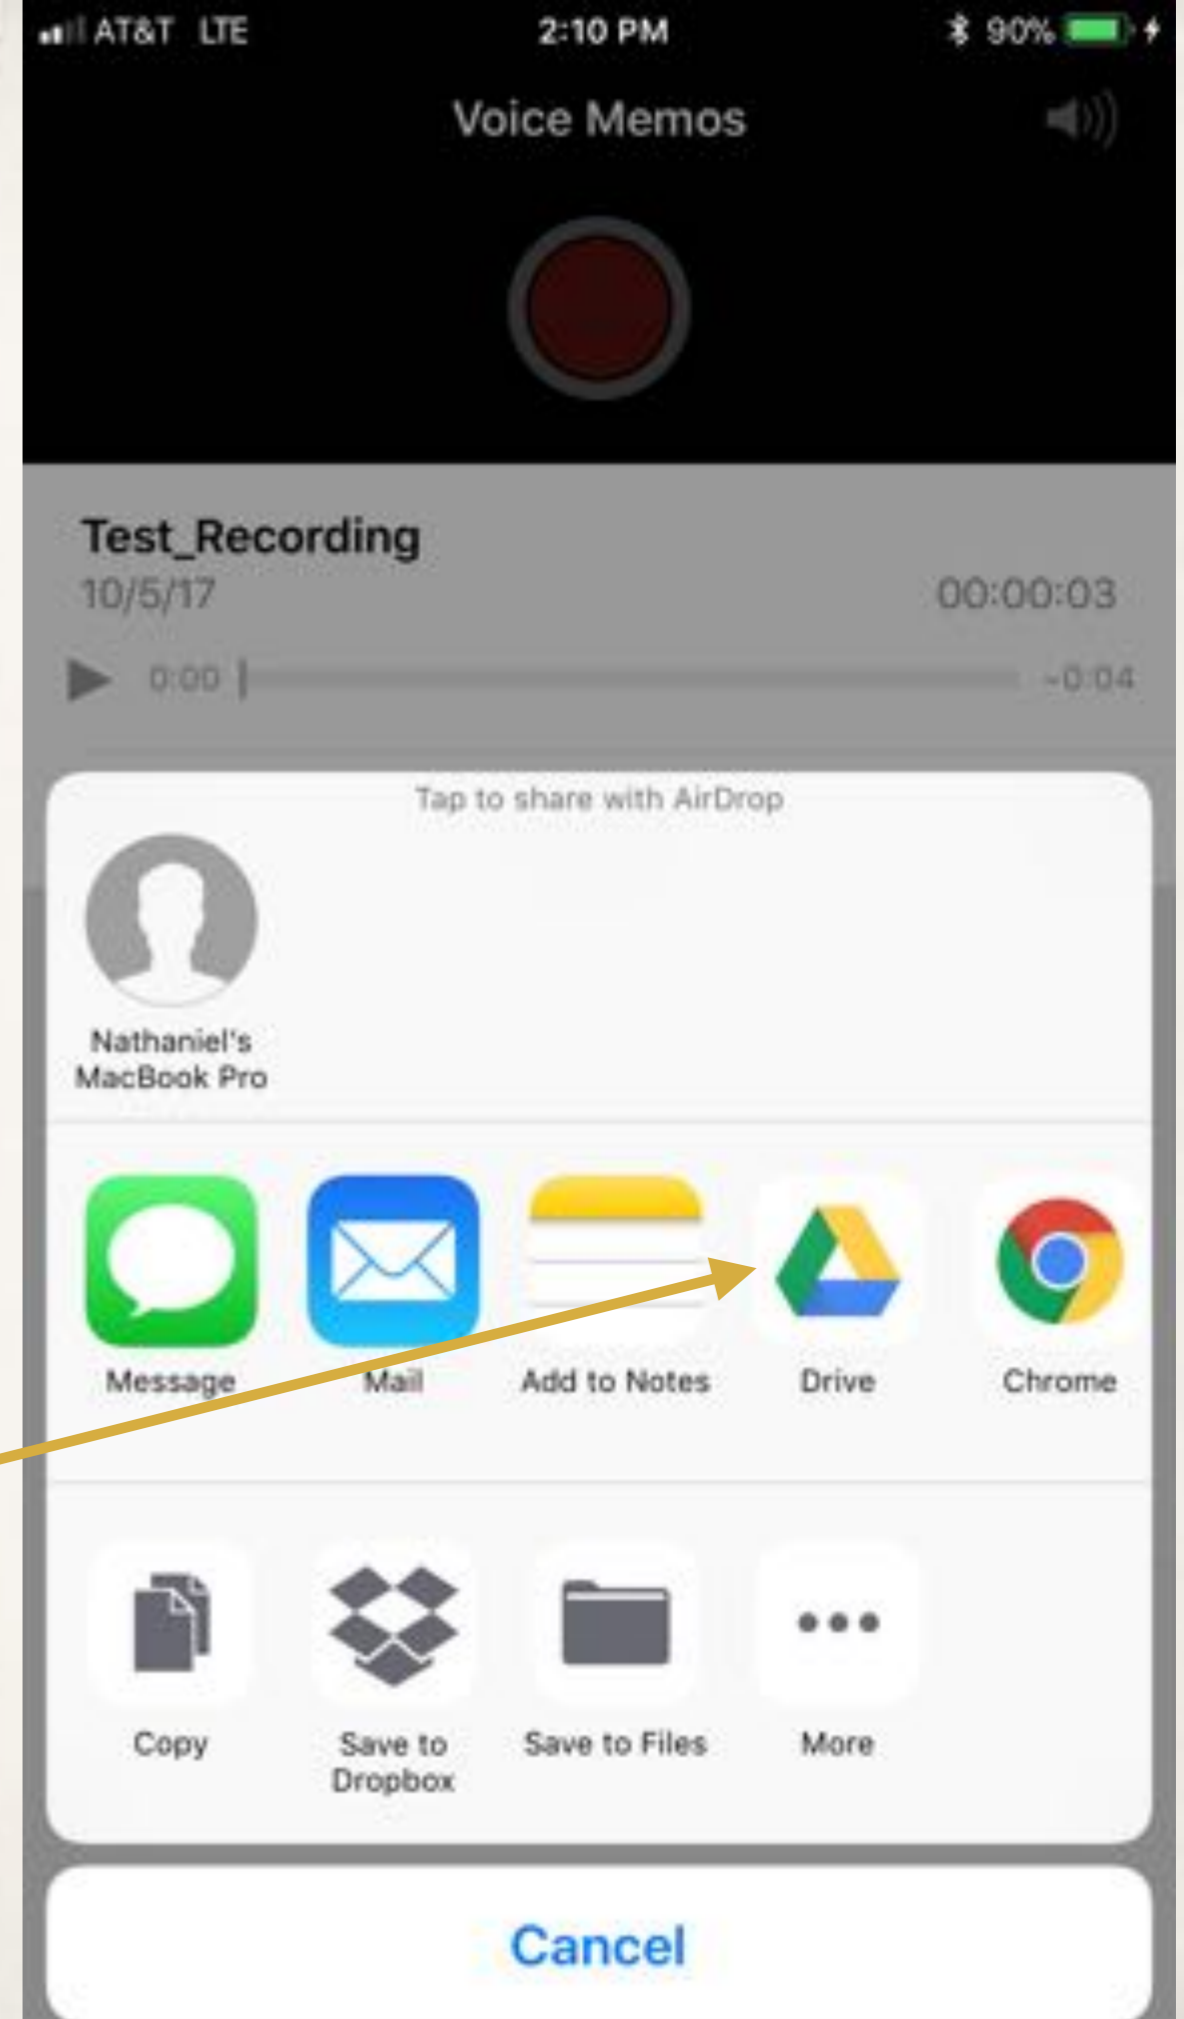 AT&T LTE 2:10 PM 90%
Voice Memos
Test_Recording
10/5/17 00:00:03
0:00 -0:04
Tap to share with AirDrop
Nathaniel's
MacBook Pro
Message Mail Add to Notes Drive Chrome
Copy Save to Dropbox Save to Files More
Cancel